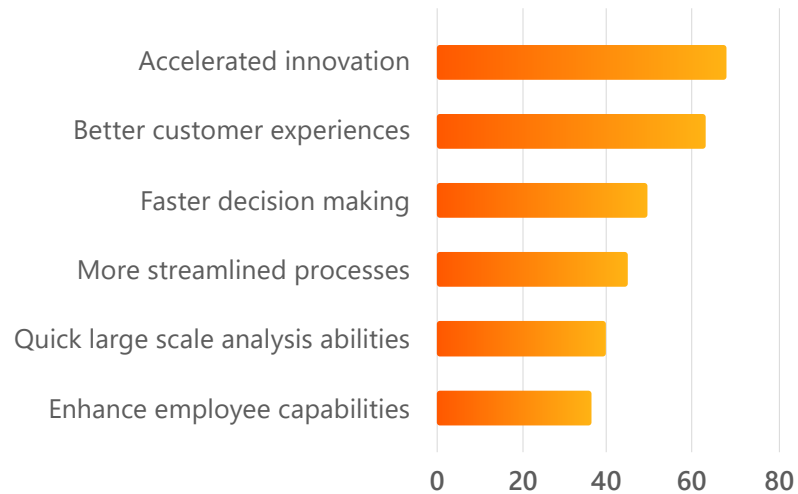 Accelerated innovation
Better customer experiences
Faster decision making
More streamlined processes
Quick large scale analysis abilities
Enhance employee capabilities
0 20 40 60 80